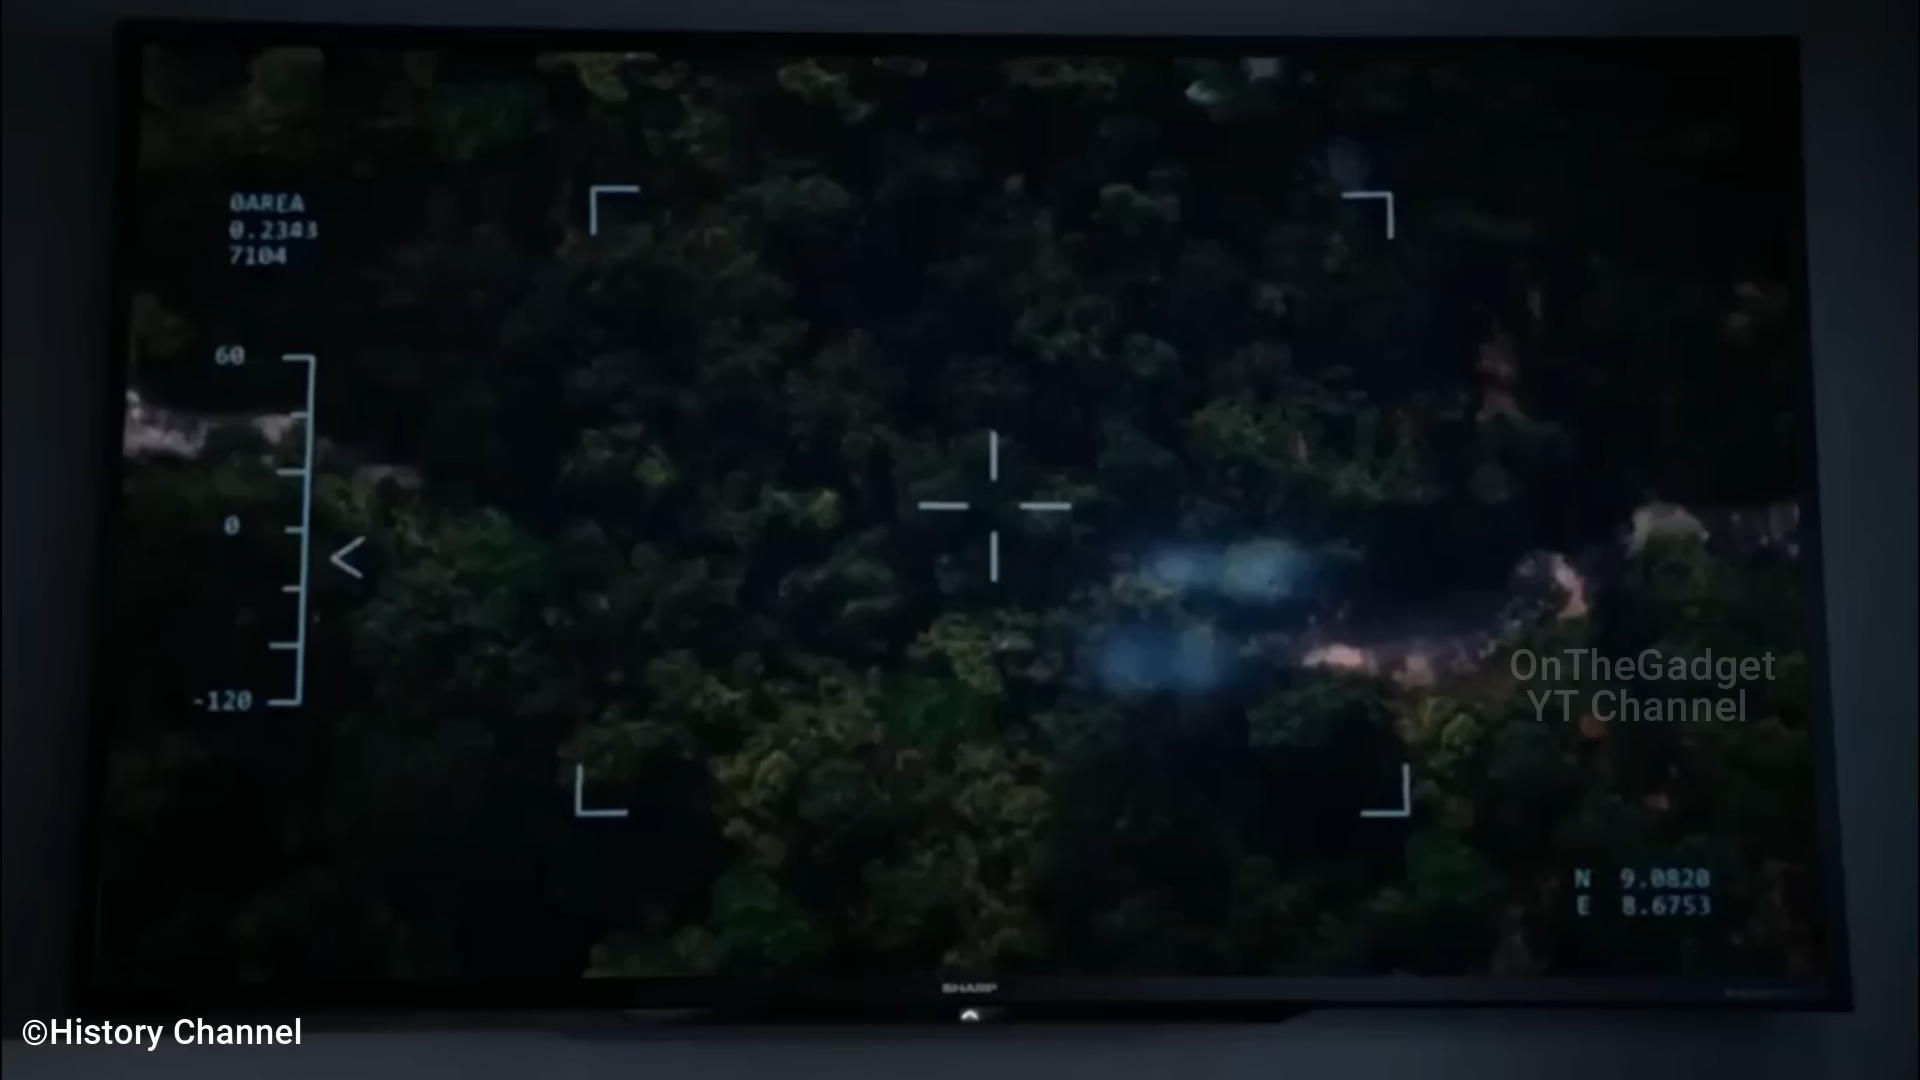 0AREA
0.2343
7104
60
0
-120
OnTheGadget
YT Channel
N 9.0820
E 8.6753
SHARP
©History Channel